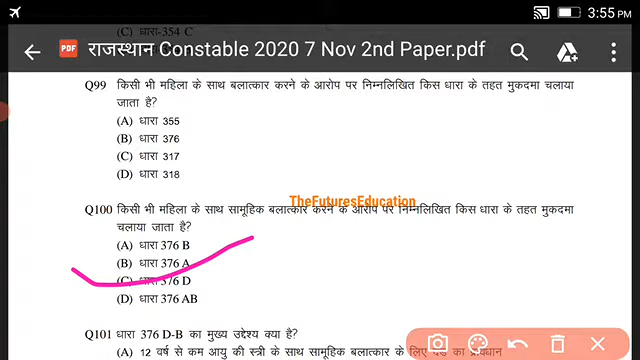 3:55 PM
(C) धारा-354 C
PDF राजस्थान Constable 2020 7 Nov 2nd Paper.pdf
Q99 किसी भी महिला के साथ बलात्कार करने के आरोप पर निम्नलिखित किस धारा के तहत मुकदमा चलाया
जाता है?
(A) धारा 355
(B) धारा 376
(C) धारा 317
(D) धारा 318
TheFuturesEducation
Q100 किसी भी महिला के साथ सामूहिक बलात्कार करने के आरोप पर निम्नलिखित किस धारा के तहत मुकदमा
चलाया जाता है?
(A) धारा 376 B
(B) धारा 376 A
(C) धारा 376 D
(D) धारा 376 AB
Q101 धारा 376 D-B का मुख्य उद्देश्य क्या है?
(A) 12 वर्ष से कम आयु की स्त्री के साथ सामूहिक बलात्कार के लिए दंड का प्रावधान